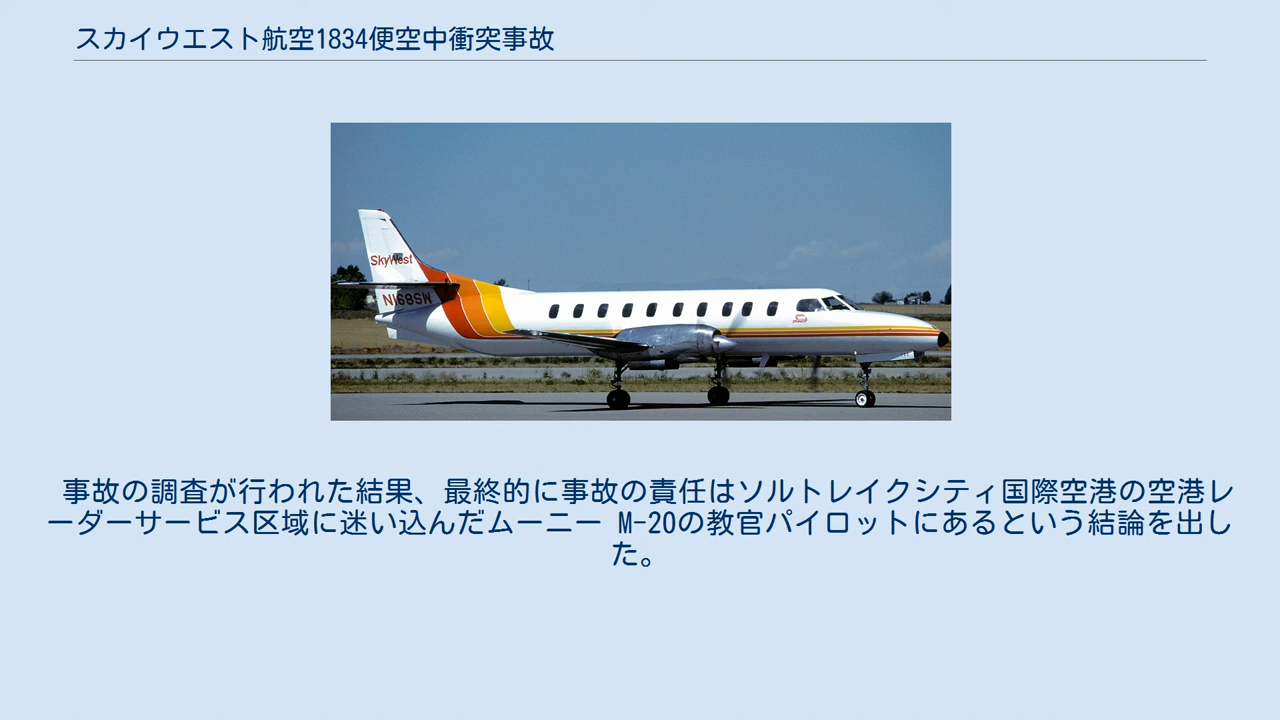 スカイウエスト航空1834便空中衝突事故
SkyWest
N168SW
事故の調査が行われた結果、最終的に事故の責任はソルトレイクシティ国際空港の空港レ
ーダーサービス区域に迷い込んだムーニー M-20の教官パイロットにあるという結論を出し
た。